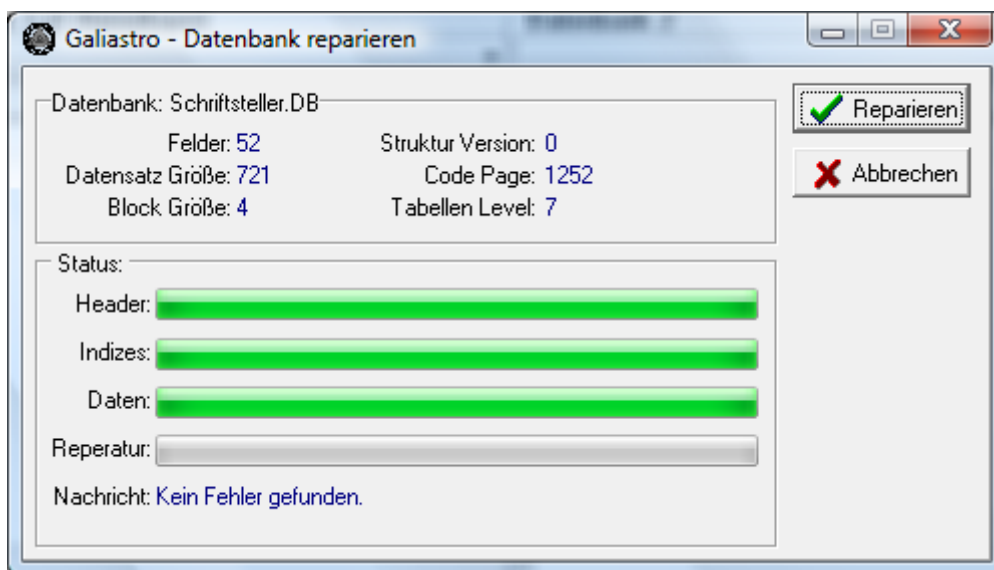 Galiastro - Datenbank reparieren
Datenbank: Schriftsteller.DB
Felder: 52 Struktur Version: 0
Datensatz Größe: 721 Code Page: 1252
Block Größe: 4 Tabellen Level: 7
Reparieren
Abbrechen
Status:
Header:
Indizes:
Daten:
Reperatur:
Nachricht: Kein Fehler gefunden.